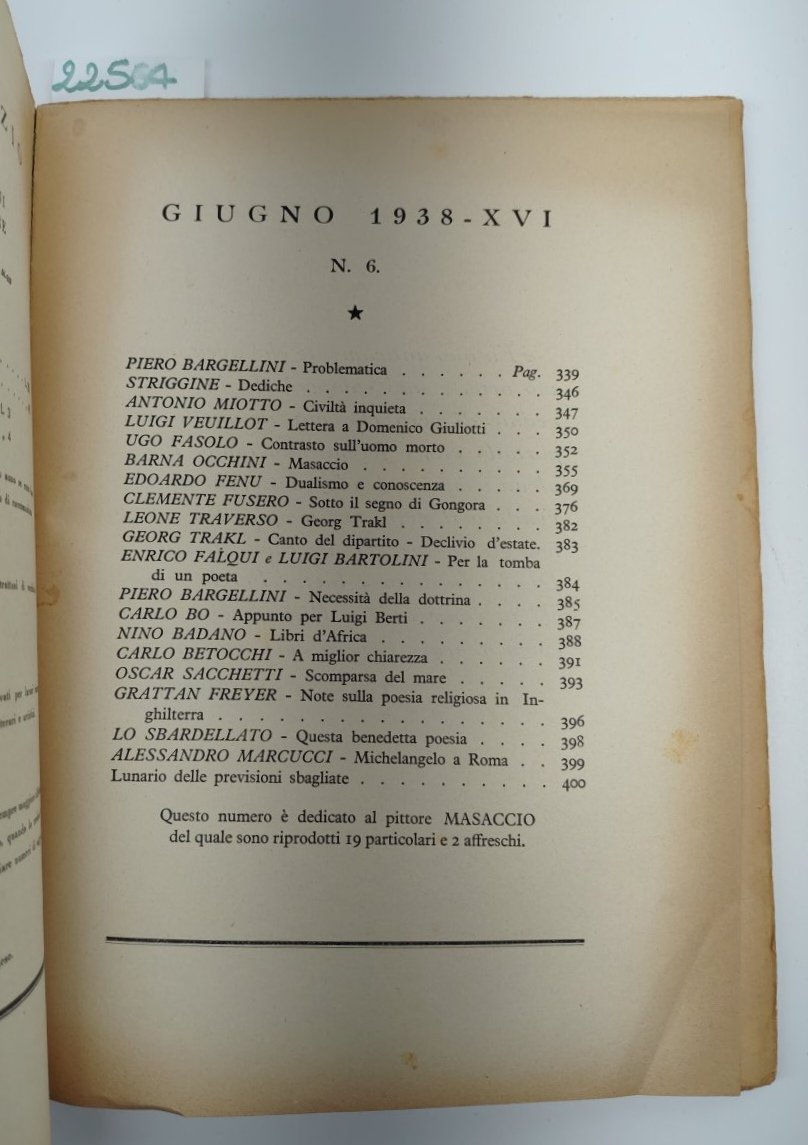 22564
GIUGNO 1938-XVI
N. 6.
PIERO BARGELLINI - Problematica . . . . . . Pag. 339
STRIGGINE - Dediche . . . . . . . . . . . . . 346
ANTONIO MIOTTO - Civiltà inquieta . . . . . . . 347
LUIGI VEUILLOT - Lettera a Domenico Giuliotti . . . 350
UGO FASOLO - Contrasto sull'uomo morto . . . . . 352
BARNA OCCHINI - Masaccio . . . . . . . . . . 355
EDOARDO FENU - Dualismo e conoscenza . . . . . 369
CLEMENTE FUSERO - Sotto il segno di Gongora . . . 376
LEONE TRAVERSO - Georg Trakl . . . . . . . . 382
GEORG TRAKL - Canto del dipartito - Declivio d'estate. 383
ENRICO FALQUI e LUIGI BARTOLINI - Per la tomba
di un poeta . . . . . . . . . . . . . . . 384
PIERO BARGELLINI - Necessità della dottrina . . . . 385
CARLO BO - Appunto per Luigi Berti . . . . . . 387
NINO BADANO - Libri d'Africa . . . . . . . . . 388
CARLO BETOCCHI - A miglior chiarezza . . . . . . 391
OSCAR SACCHETTI - Scomparsa del mare . . . . . 393
GRATTAN FREYER - Note sulla poesia religiosa in In-
ghilterra . . . . . . . . . . . . . . . . . 396
LO SBARDELLATO - Questa benedetta poesia . . . . 398
ALESSANDRO MARCUCCI - Michelangelo a Roma . . 399
Lunario delle previsioni sbagliate . . . . . . . . . . 400
Questo numero è dedicato al pittore MASACCIO
del quale sono riprodotti 19 particolari e 2 affreschi.